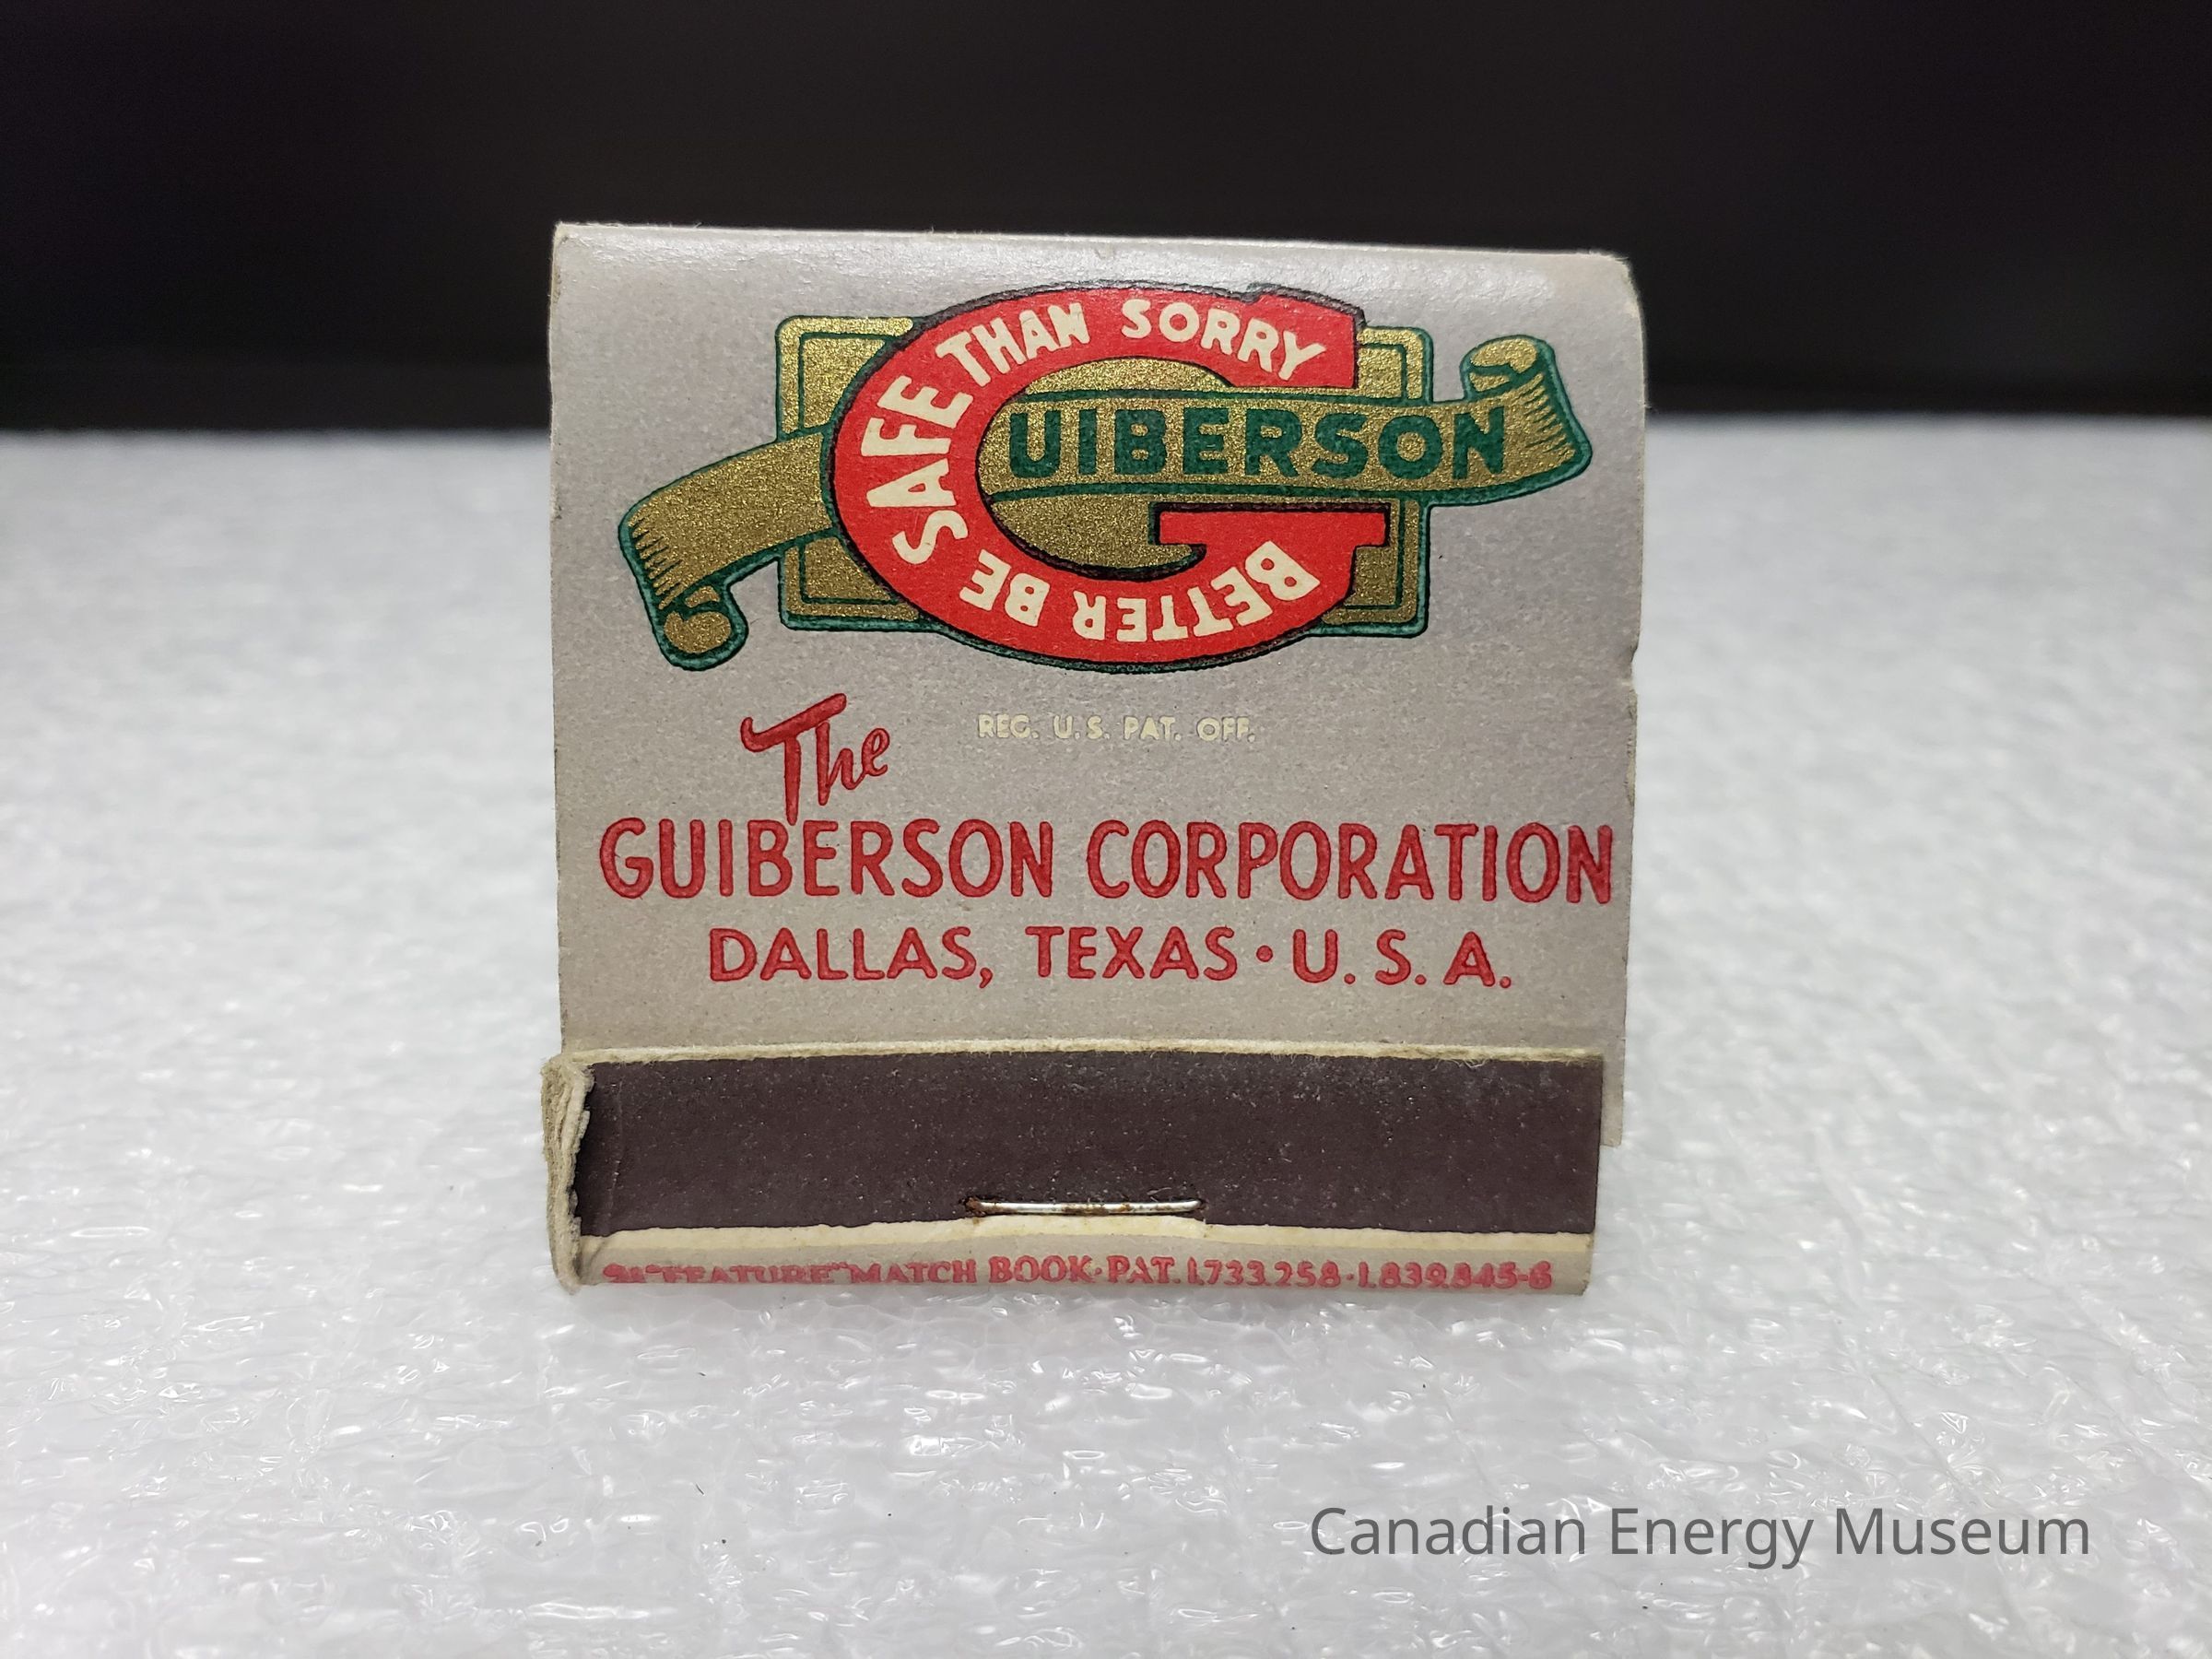 BETTER BE SAFE THAN SORRY
GUIBERSON
REG. U.S. PAT. OFF.
The
GUIBERSON CORPORATION
DALLAS, TEXAS • U.S.A.
"FEATURE" MATCH BOOK•PAT. 1,733,258•1,839,845-6
Canadian Energy Museum